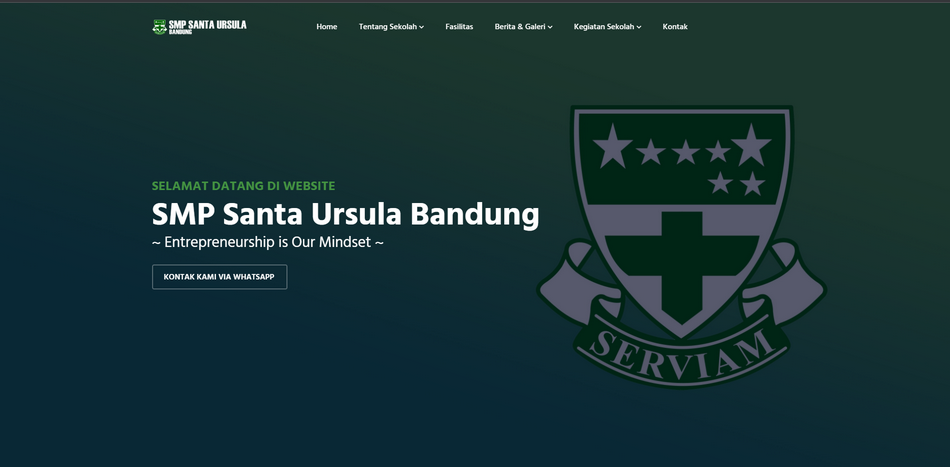 SMP SANTA URSULA
BANDUNG
Home Tentang Sekolah Fasilitas Berita & Galeri Kegiatan Sekolah Kontak
SELAMAT DATANG DI WEBSITE
SMP Santa Ursula Bandung
~ Entrepreneurship is Our Mindset ~
KONTAK KAMI VIA WHATSAPP
SERVIAM